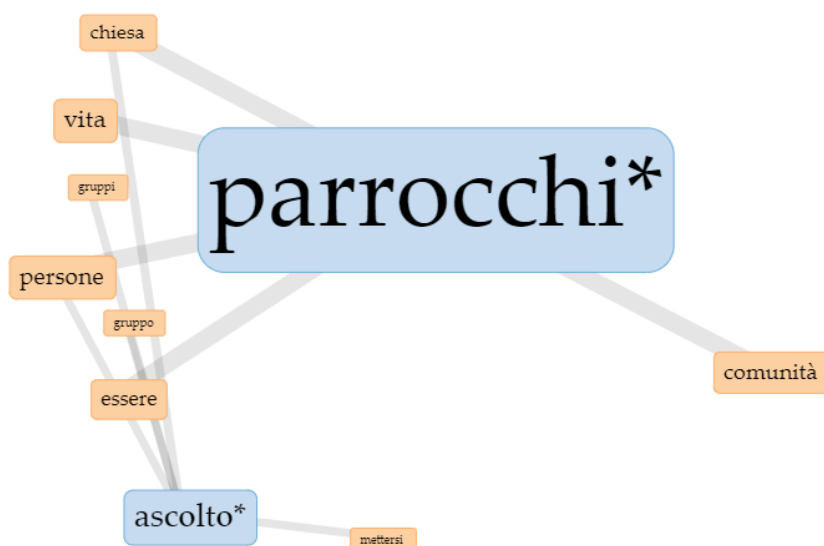 chiesa
vita
parrocchi*
gruppi
persone
gruppo
comunità
essere
ascolto*
mettersi